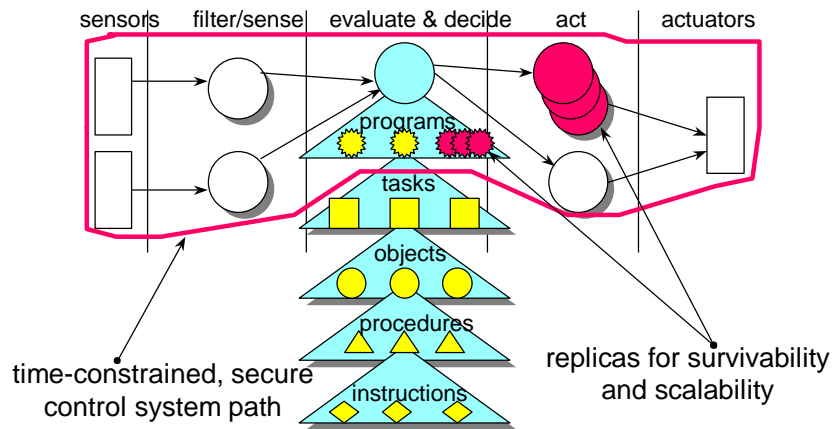 sensors filter/sense evaluate & decide act actuators
programs
tasks
objects
procedures
instructions
time-constrained, secure
control system path
replicas for survivability
and scalability